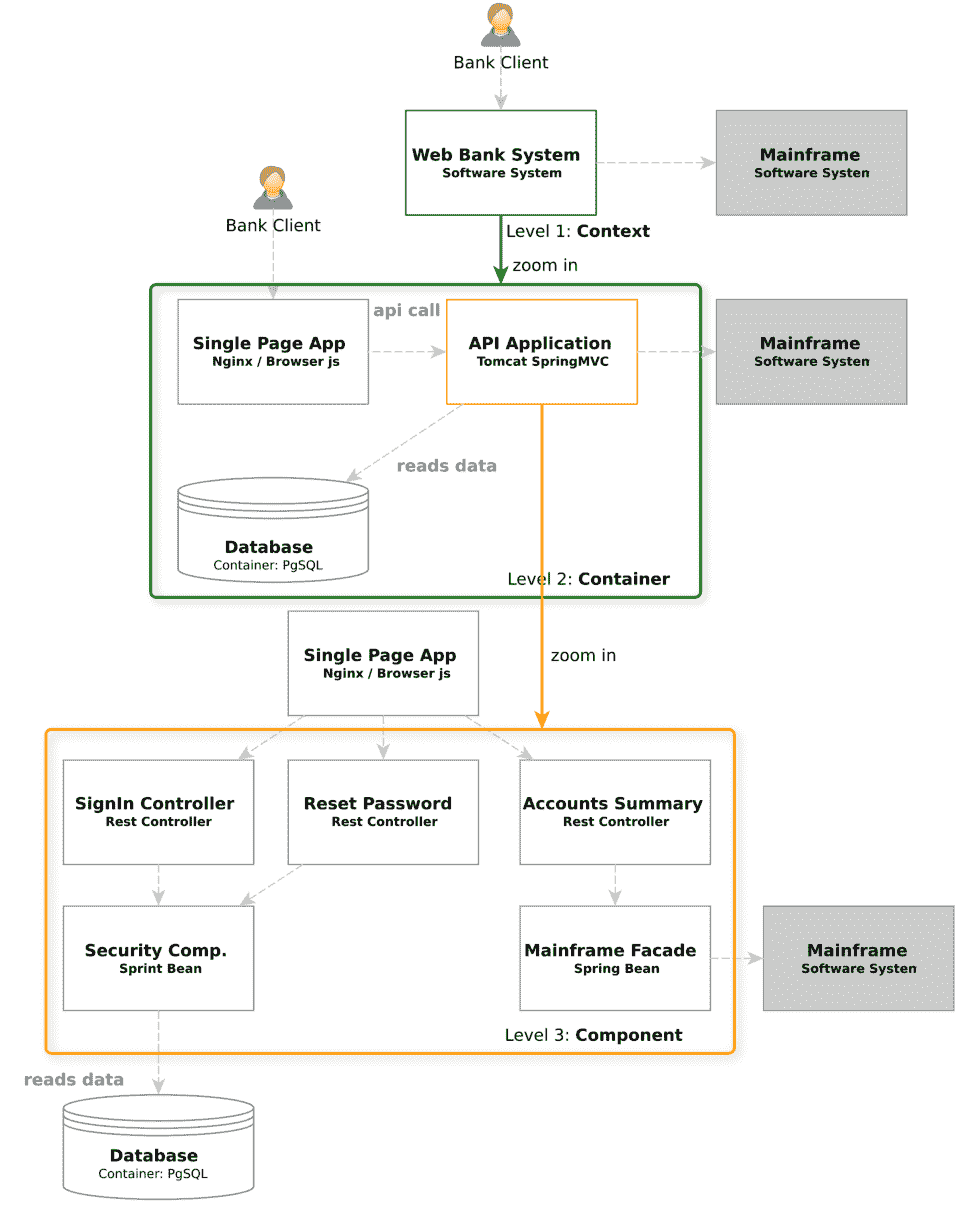 Bank Client
Web Bank System
Software System
Mainframe
Software Systen
Level 1: Context
zoom in
Bank Client
Single Page App
Nginx / Browser js
api call
API Application
Tomcat SpringMVC
Mainframe
Software Systen
reads data
Database
Container: PgSQL
Level 2: Container
Single Page App
Nginx / Browser js
zoom in
SignIn Controller
Rest Controller
Reset Password
Rest Controller
Accounts Summary
Rest Controller
Security Comp.
Sprint Bean
Mainframe Facade
Spring Bean
Mainframe
Software Systen
Level 3: Component
reads data
Database
Container: PgSQL